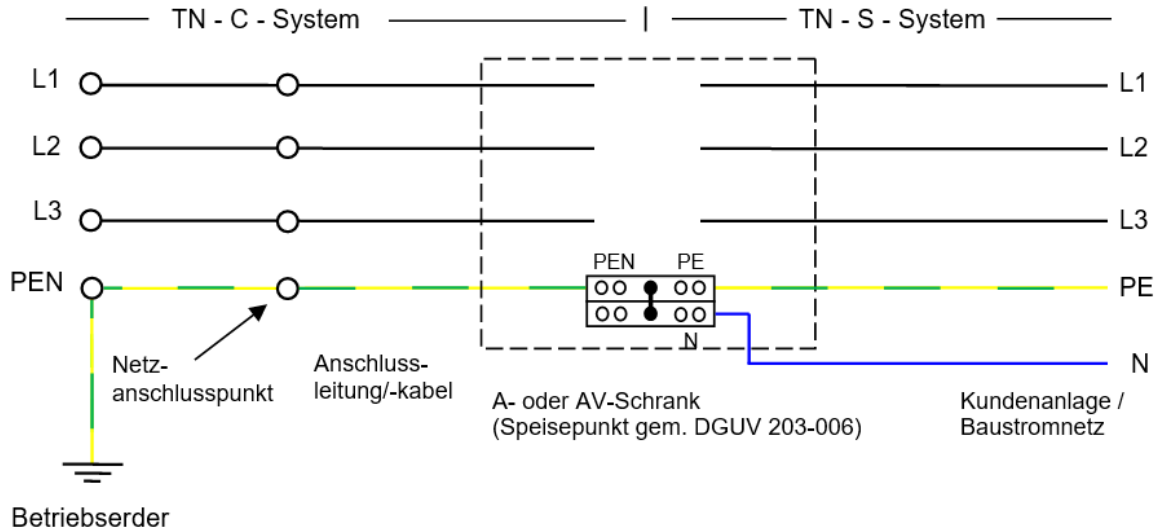 TN - C - System
TN - S - System
L1
L1
L2
L2
L3
L3
PEN
PE
PEN
PE
N
N
Netz-
anschlusspunkt
Anschluss-
leitung/-kabel
A- oder AV-Schrank
(Speisepunkt gem. DGUV 203-006)
Kundenanlage /
Baustromnetz
Betriebserder